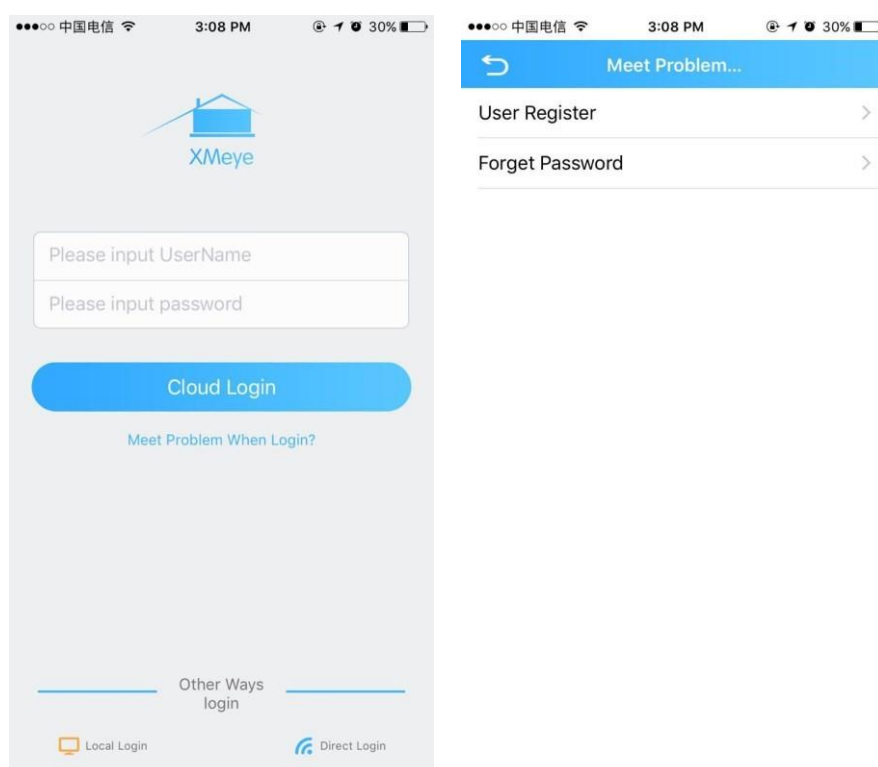 中国电信 3:08 PM 30%
XMeye
Please input UserName
Please input password
Cloud Login
Meet Problem When Login?
Other Ways
login
Local Login Direct Login
中国电信 3:08 PM 30%
Meet Problem...
User Register
Forget Password